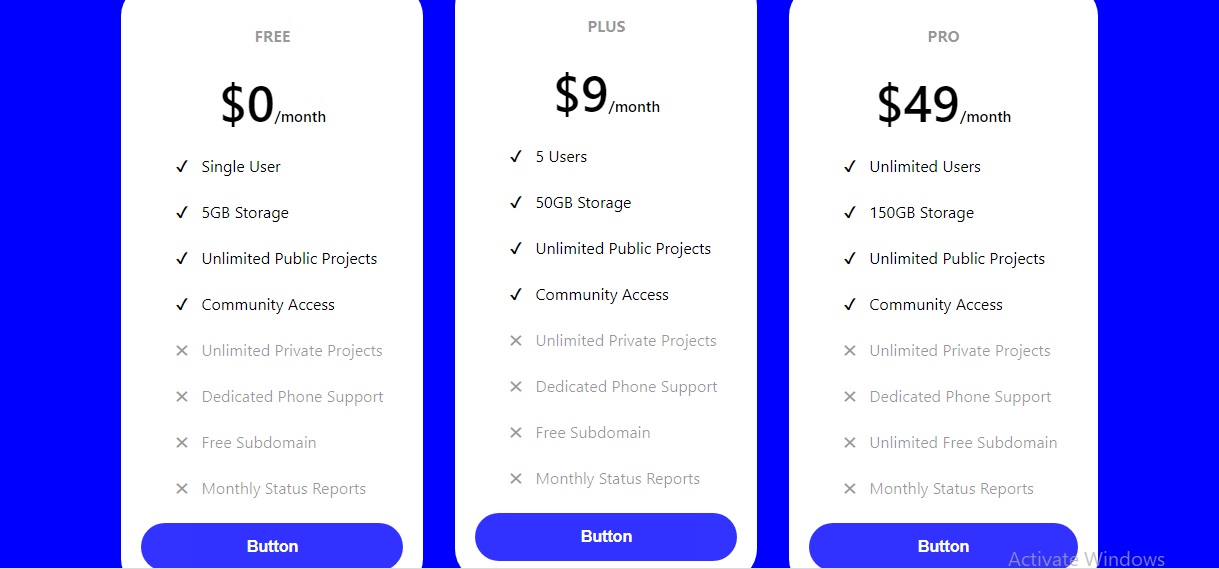 FREE
$0/month
✓ Single User
✓ 5GB Storage
✓ Unlimited Public Projects
✓ Community Access
✕ Unlimited Private Projects
✕ Dedicated Phone Support
✕ Free Subdomain
✕ Monthly Status Reports
Button
PLUS
$9/month
✓ 5 Users
✓ 50GB Storage
✓ Unlimited Public Projects
✓ Community Access
✕ Unlimited Private Projects
✕ Dedicated Phone Support
✕ Free Subdomain
✕ Monthly Status Reports
Button
PRO
$49/month
✓ Unlimited Users
✓ 150GB Storage
✓ Unlimited Public Projects
✓ Community Access
✕ Unlimited Private Projects
✕ Dedicated Phone Support
✕ Unlimited Free Subdomain
✕ Monthly Status Reports
Button
Activate Windows